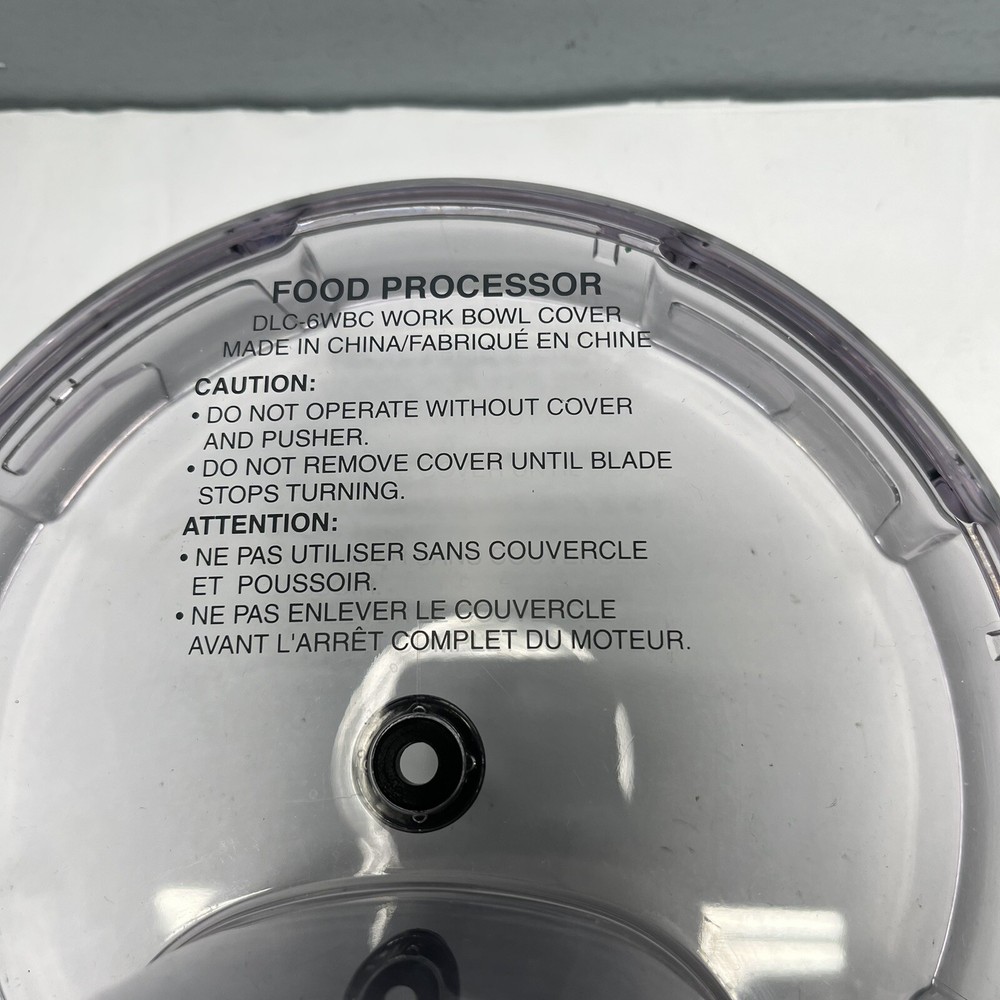 FOOD PROCESSOR
DLC-6WBC WORK BOWL COVER
MADE IN CHINA/FABRIQUÉ EN CHINE
CAUTION:
• DO NOT OPERATE WITHOUT COVER
AND PUSHER.
• DO NOT REMOVE COVER UNTIL BLADE
STOPS TURNING.
ATTENTION:
• NE PAS UTILISER SANS COUVERCLE
ET POUSSOIR.
• NE PAS ENLEVER LE COUVERCLE
AVANT L'ARRÊT COMPLET DU MOTEUR.